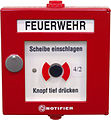 FEUERWEHR
Scheibe einschlagen
4/2
Knopf tief drücken
NOTIFIER